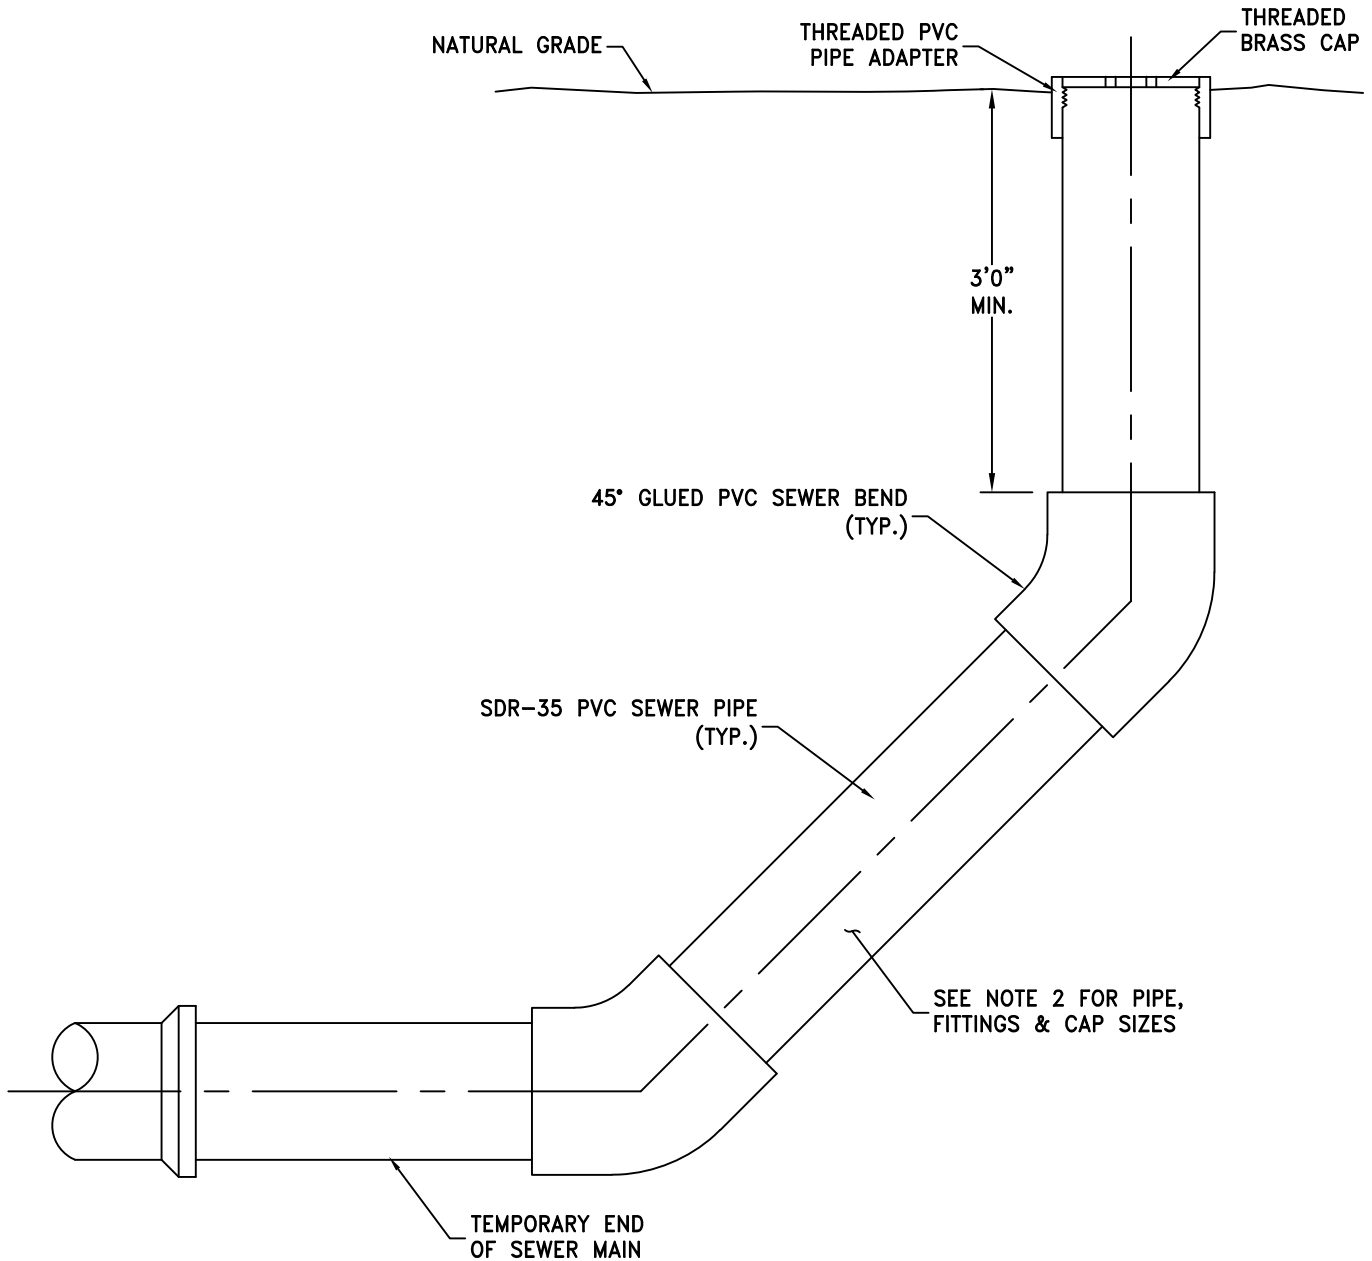 THREADED
BRASS CAP
THREADED PVC
PIPE ADAPTER
NATURAL GRADE
3'0"
MIN.
45° GLUED PVC SEWER BEND
(TYP.)
SDR-35 PVC SEWER PIPE
(TYP.)
SEE NOTE 2 FOR PIPE,
FITTINGS & CAP SIZES
TEMPORARY END
OF SEWER MAIN